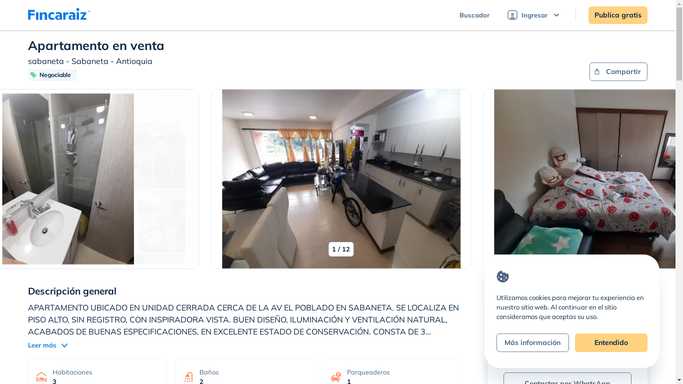 Fincaraiz
Buscador
Ingresar
Publica gratis
Apartamento en venta
sabaneta - Sabaneta - Antioquia
Negociable
Compartir
1 / 12
Descripción general
APARTAMENTO UBICADO EN UNIDAD CERRADA CERCA DE LA AV EL POBLADO EN SABANETA. SE LOCALIZA EN
PISO ALTO, SIN REGISTRO, CON INSPIRADORA VISTA. BUEN DISEÑO, ILUMINACIÓN Y VENTILACIÓN NATURAL,
ACABADOS DE BUENAS ESPECIFICACIONES, EN EXCELENTE ESTADO DE CONSERVACIÓN. CONSTA DE 3...
Leer más
Habitaciones
3
Baños
2
Parqueaderos
1
Utilizamos cookies para mejorar tu experiencia en
nuestro sitio web. Al continuar en el sitio
consideramos que aceptas su uso.
Más información
Entendido
Contactar por WhatsApp